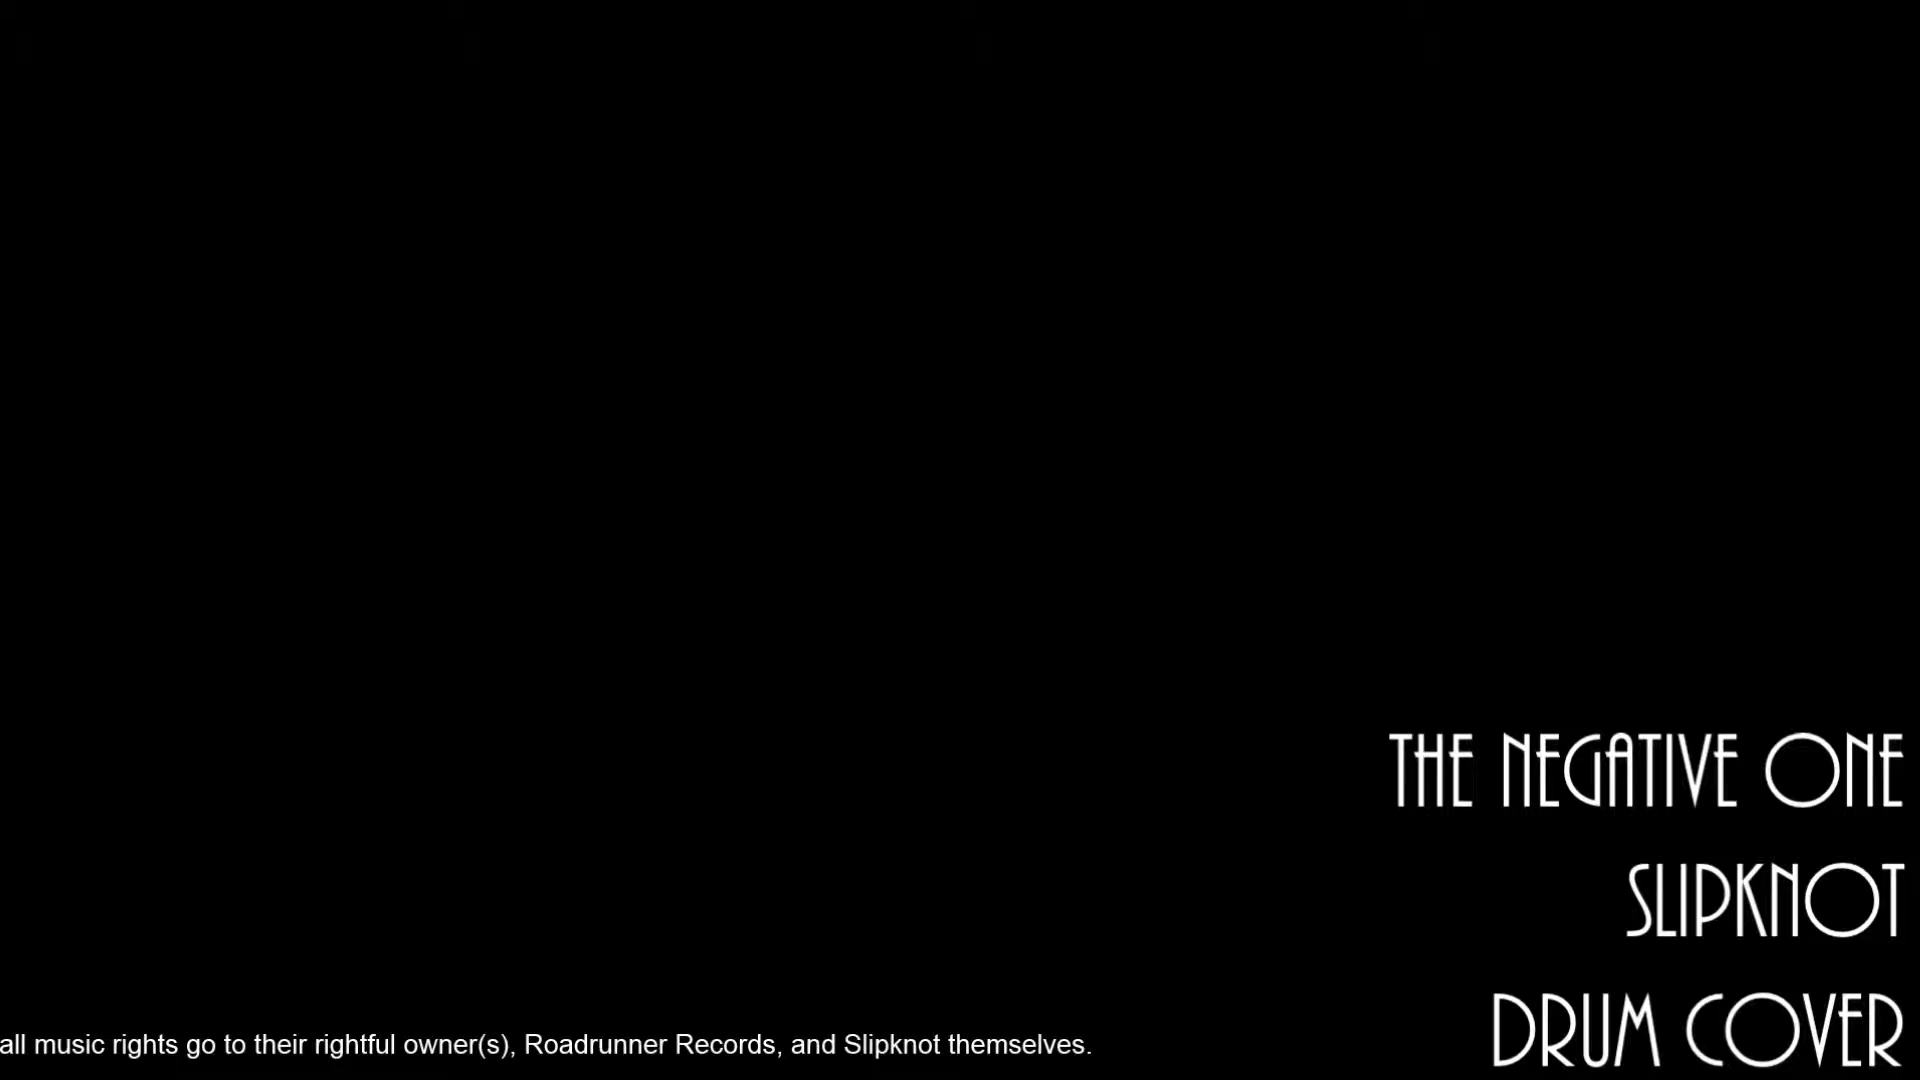 THE NEGATIVE ONE
SLIPKNOT
DRUM COVER
all music rights go to their rightful owner(s), Roadrunner Records, and Slipknot themselves.